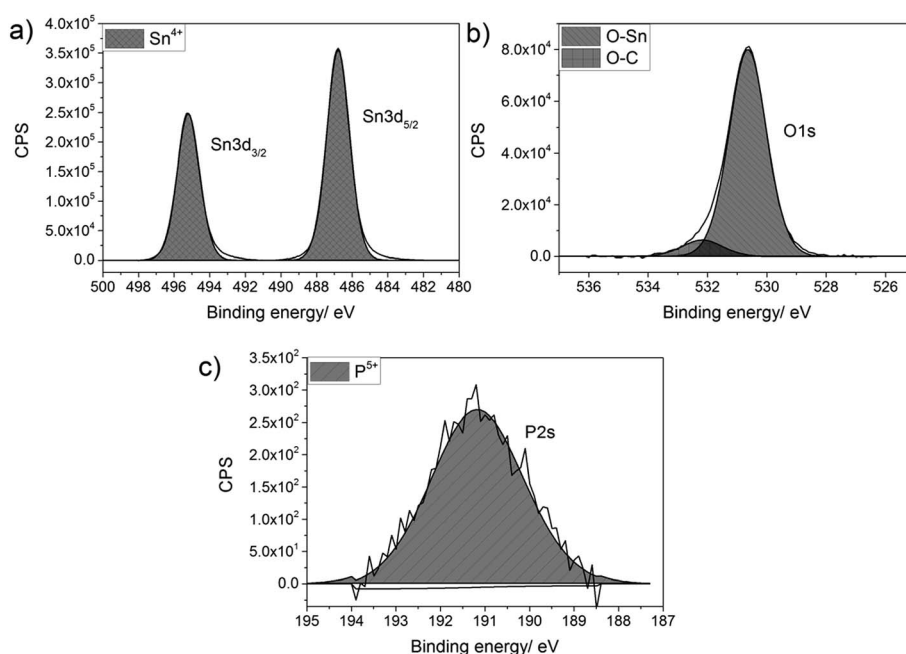 a)
Sn⁴⁺
4.0x10⁵
3.5x10⁵
3.0x10⁵
2.5x10⁵
2.0x10⁵
1.5x10⁵
1.0x10⁵
5.0x10⁴
0.0
CPS
Sn3d₃/₂
Sn3d₅/₂
500 498 496 494 492 490 488 486 484 482 480
Binding energy/ eV
b)
O-Sn
O-C
8.0x10⁴
6.0x10⁴
4.0x10⁴
2.0x10⁴
0.0
CPS
O1s
536 534 532 530 528 526
Binding energy/ eV
c)
P⁵⁺
3.5x10²
3.0x10²
2.5x10²
2.0x10²
1.5x10²
1.0x10²
5.0x10¹
0.0
CPS
P2s
195 194 193 192 191 190 189 188 187
Binding energy/ eV